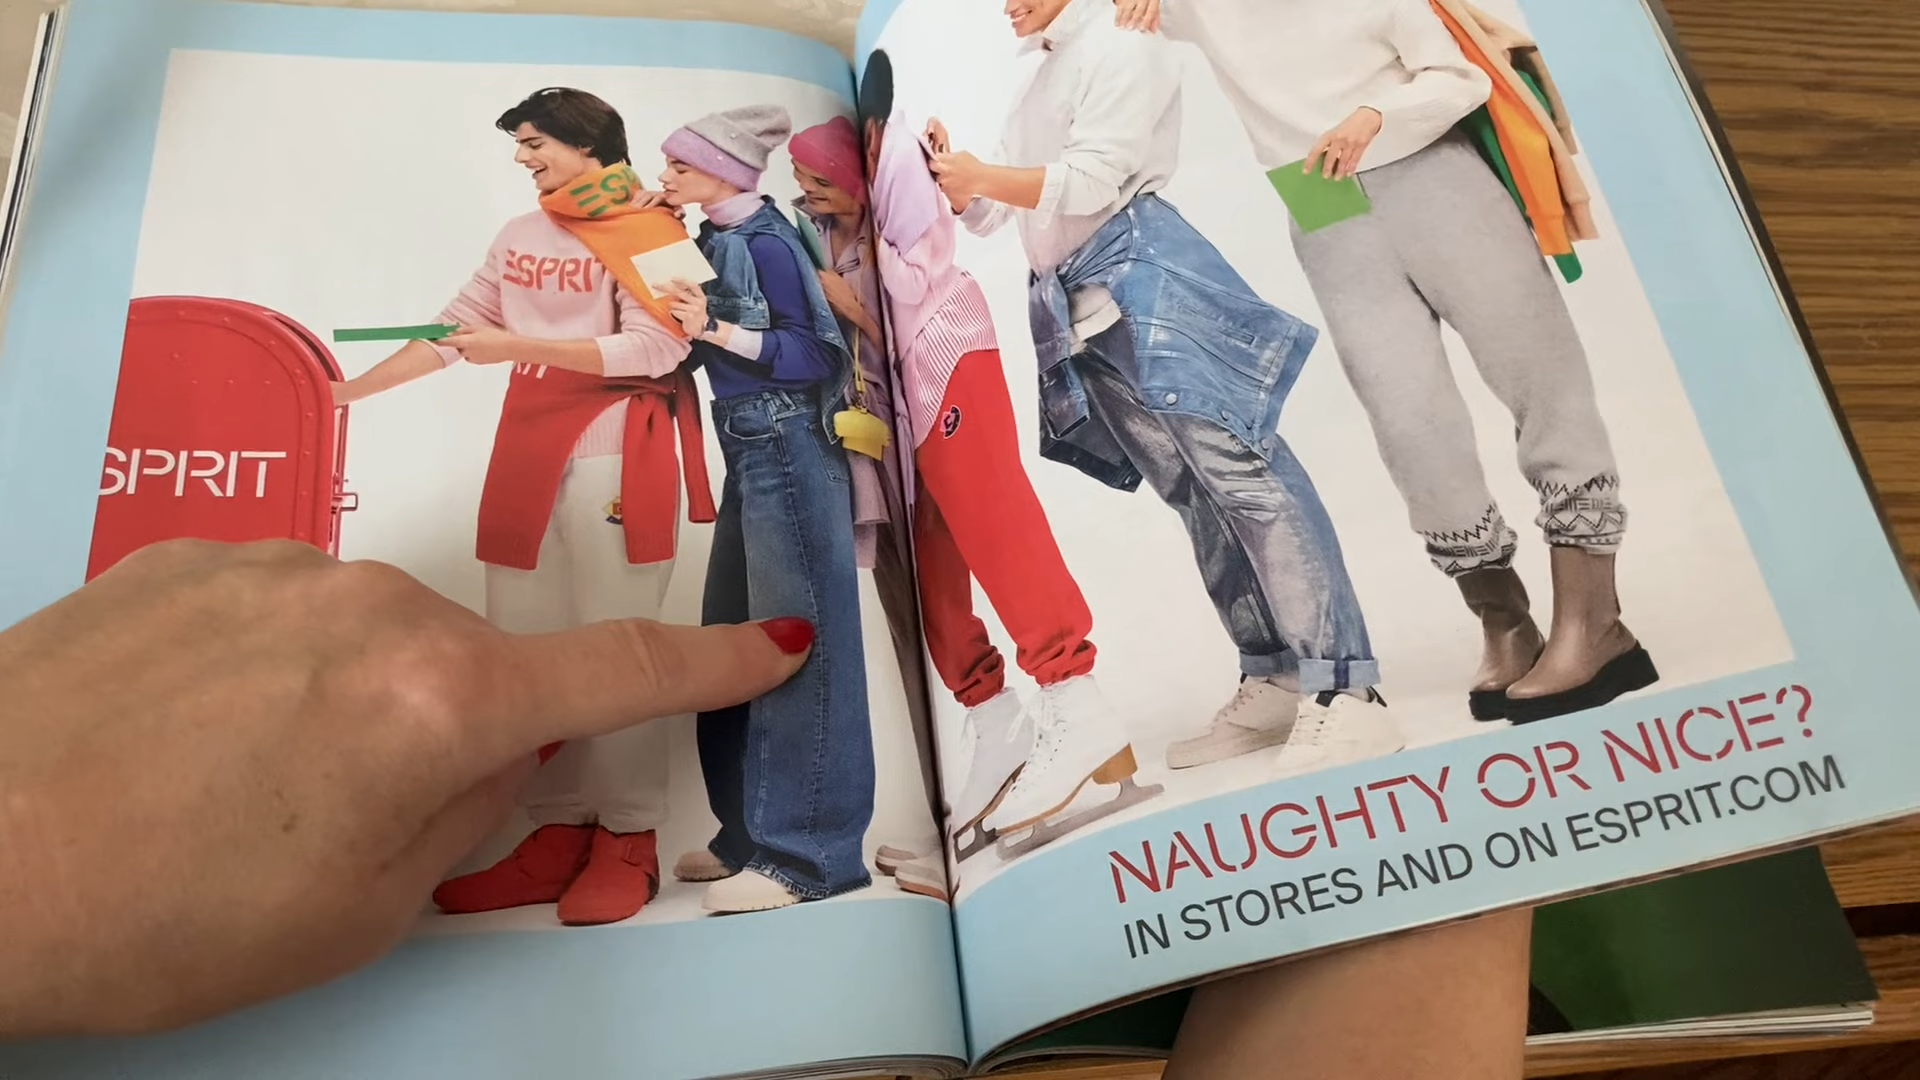 ESPRIT
SPRIT
NAUGHTY OR NICE?
IN STORES AND ON ESPRIT.COM